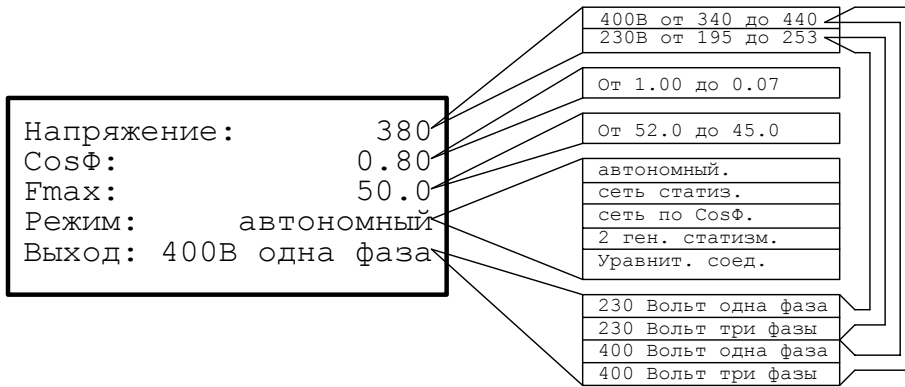 Напряжение: 380
CosФ: 0.80
Fmax: 50.0
Режим: автономный
Выход: 400В одна фаза
400В от 340 до 440
230В от 195 до 253
От 1.00 до 0.07
От 52.0 до 45.0
автономный.
сеть статиз.
сеть по CosФ.
2 ген. статизм.
Уравнит. соед.
230 Вольт одна фаза
230 Вольт три фазы
400 Вольт одна фаза
400 Вольт три фазы